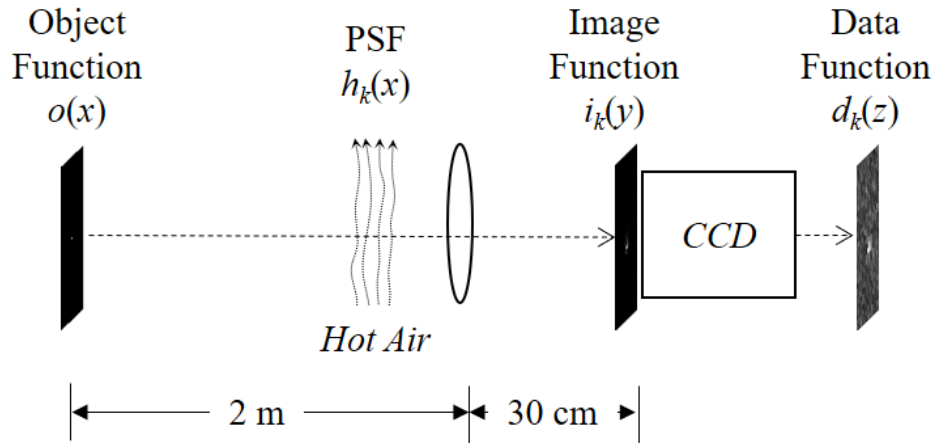 Object
Function
o(x)
PSF
h_k(x)
Image
Function
i_k(y)
Data
Function
d_k(z)
CCD
Hot Air
2 m
30 cm